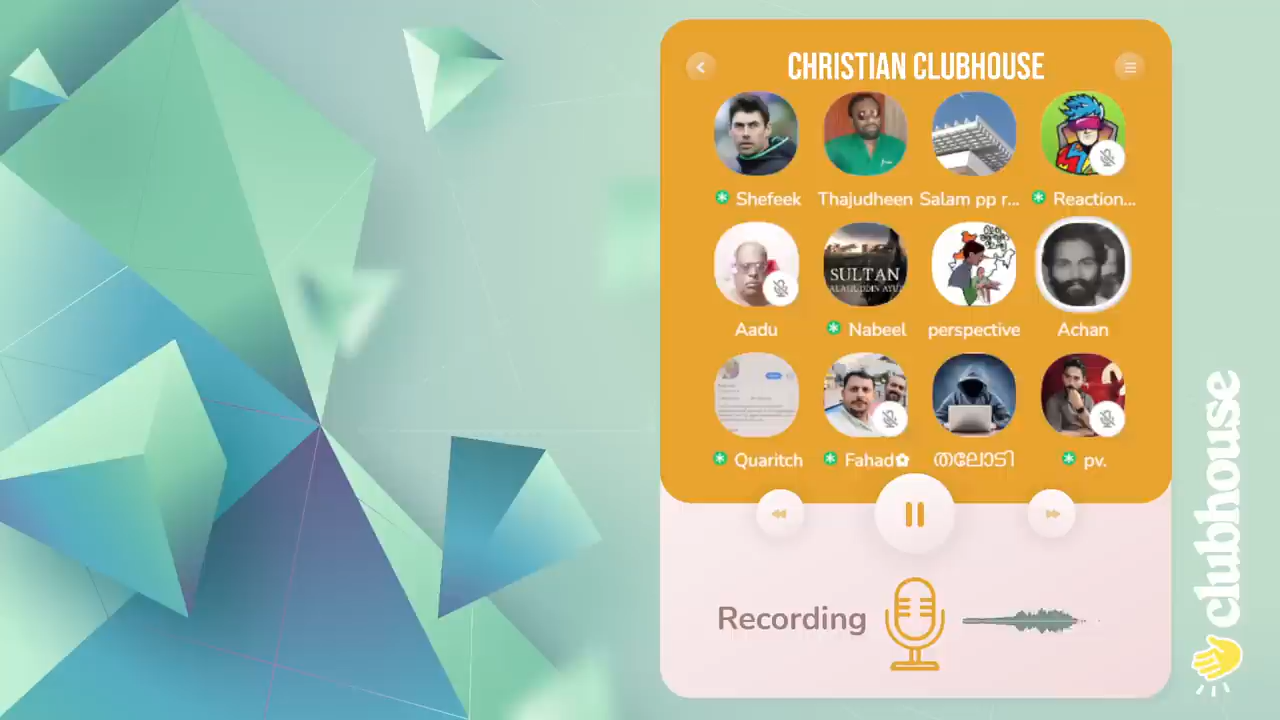 CHRISTIAN CLUBHOUSE
Shefeek
Thajudheen
Salam pp r...
Reaction...
SULTAN
Aadu
Nabeel
perspective
Achan
Quaritch
Fahad✿
തലോടി
pv.
Recording
clubhouse